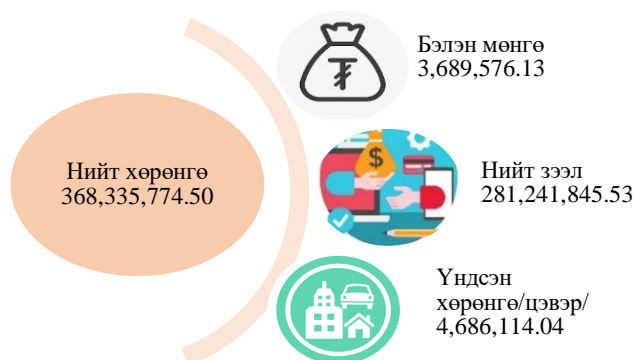 Нийт хөрөнгө
368,335,774.50
Бэлэн мөнгө
3,689,576.13
Нийт зээл
281,241,845.53
Үндсэн
хөрөнгө/цэвэр/
4,686,114.04